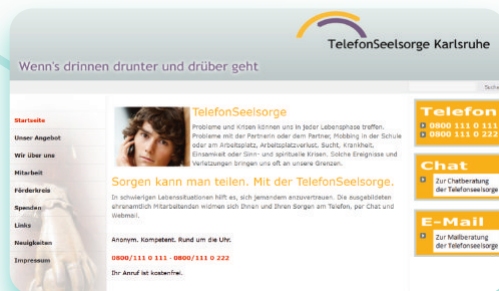 TelefonSeelsorge Karlsruhe
Wenn's drinnen drunter und drüber geht
Suche
Startseite
Unser Angebot
Wir über uns
Mitarbeit
Förderkreis
Spenden
Links
Neuigkeiten
Impressum
TelefonSeelsorge
Probleme und Krisen können uns in jeder Lebensphase treffen.
Probleme mit der Partnerin oder dem Partner, Mobbing in der Schule
oder am Arbeitsplatz, Arbeitsplatzverlust, Sucht, Krankheit,
Einsamkeit oder Sinn- und spirituelle Krisen. Solche Ereignisse und
Verletzungen bringen uns oft an unsere Grenzen.
Sorgen kann man teilen. Mit der TelefonSeelsorge.
In schwierigen Lebenssituationen hilft es, sich jemandem anzuvertrauen. Die ausgebildeten
ehrenamtlich Mitarbeitenden widmen sich Ihnen und Ihren Sorgen am Telefon, per Chat und
Webmail.
Anonym. Kompetent. Rund um die Uhr.
0800/111 0 111 - 0800/111 0 222
Ihr Anruf ist kostenfrei.
Telefon
0800 111 0 111
0800 111 0 222
Chat
Zur Chatberatung
der Telefonseelsorge
E-Mail
Zur Mailberatung
der Telefonseelsorge